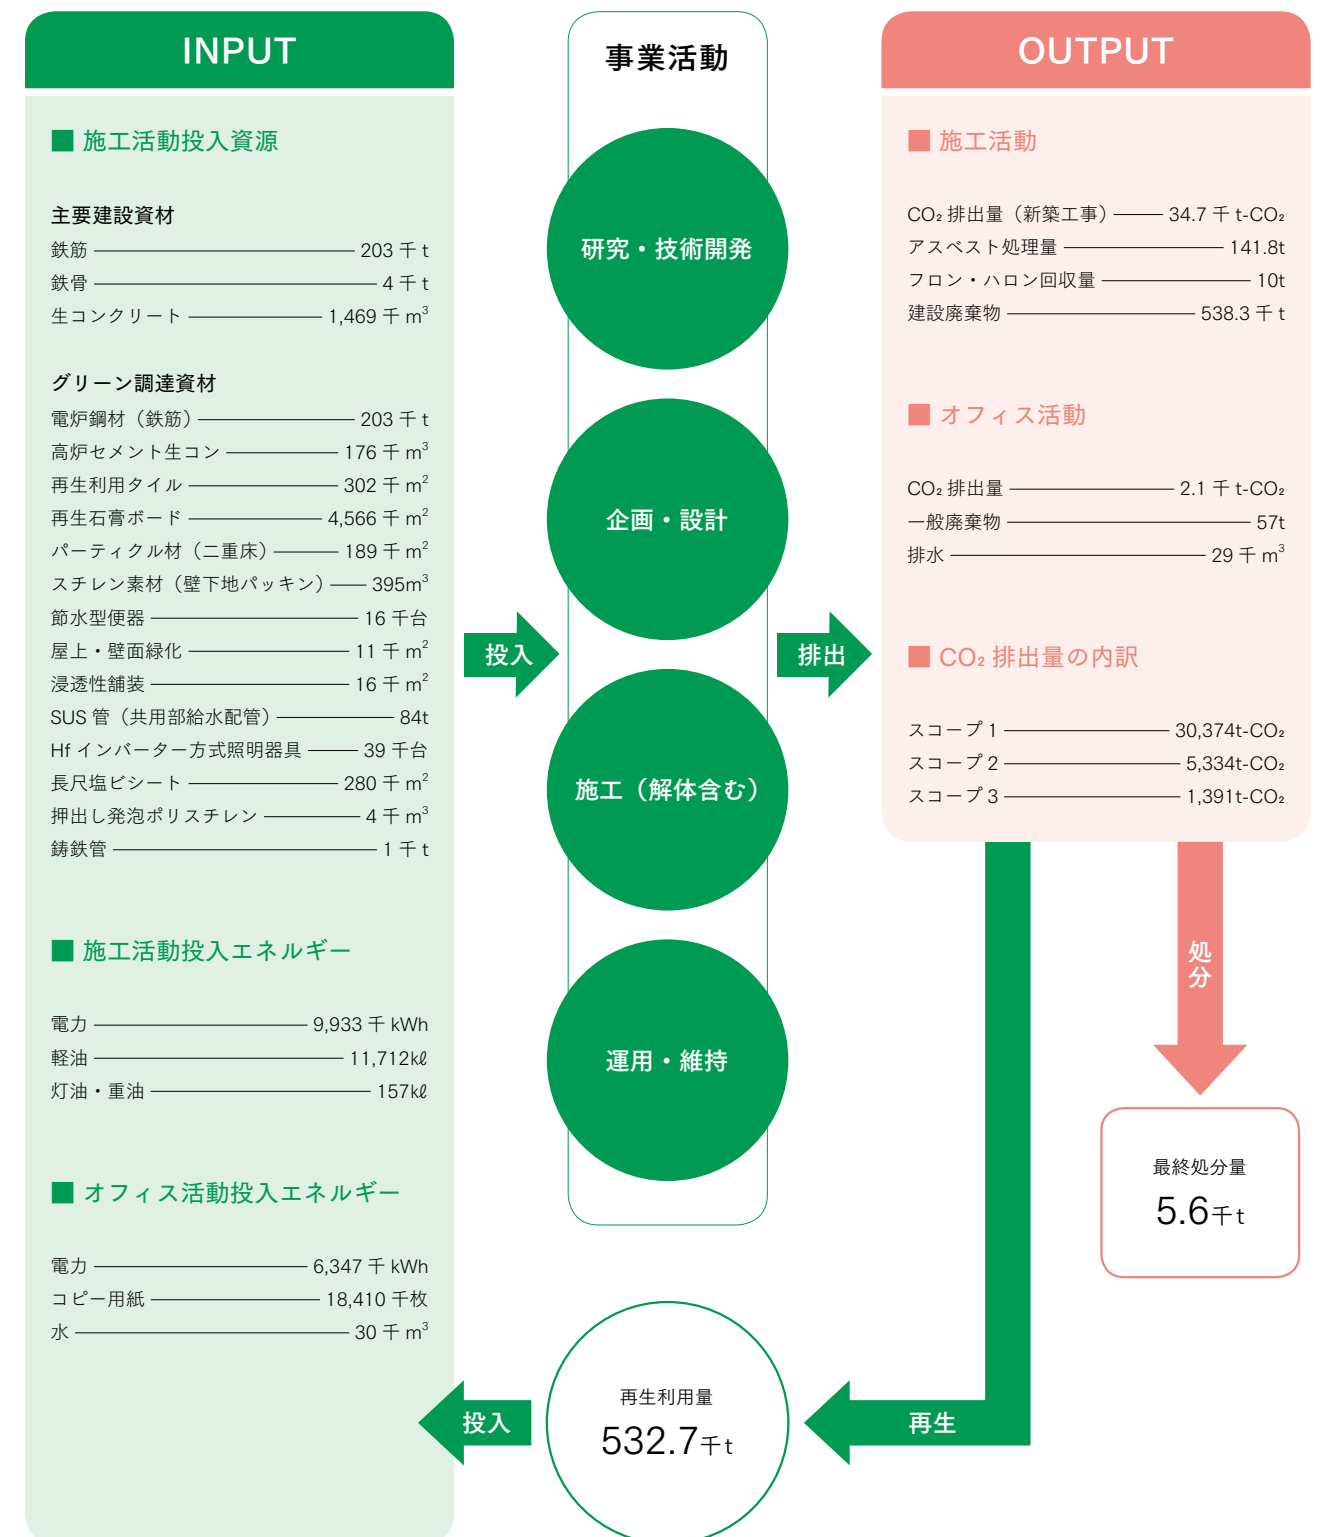 INPUT
■ 施工活動投入資源
主要建設資材
鉄筋 203 千 t
鉄骨 4 千 t
生コンクリート 1,469 千 m³
グリーン調達資材
電炉鋼材（鉄筋） 203 千 t
高炉セメント生コン 176 千 m³
再生利用タイル 302 千 m²
再生石膏ボード 4,566 千 m²
パーティクル材（二重床） 189 千 m²
スチレン素材（壁下地パッキン） 395m³
節水型便器 16 千台
屋上・壁面緑化 11 千 m²
浸透性舗装 16 千 m²
SUS 管（共用部給水配管） 84t
Hf インバーター方式照明器具 39 千台
長尺塩ビシート 280 千 m²
押出し発泡ポリスチレン 4 千 m³
鋳鉄管 1 千 t
■ 施工活動投入エネルギー
電力 9,933 千 kWh
軽油 11,712kℓ
灯油・重油 157kℓ
■ オフィス活動投入エネルギー
電力 6,347 千 kWh
コピー用紙 18,410 千枚
水 30 千 m³
投入
事業活動
研究・技術開発
企画・設計
施工（解体含む）
運用・維持
排出
OUTPUT
■ 施工活動
CO₂ 排出量（新築工事） 34.7 千 t-CO₂
アスベスト処理量 141.8t
フロン・ハロン回収量 10t
建設廃棄物 538.3 千 t
■ オフィス活動
CO₂ 排出量 2.1 千 t-CO₂
一般廃棄物 57t
排水 29 千 m³
■ CO₂ 排出量の内訳
スコープ 1 30,374t-CO₂
スコープ 2 5,334t-CO₂
スコープ 3 1,391t-CO₂
処分
最終処分量
5.6千 t
再生
再生利用量
532.7千 t
投入